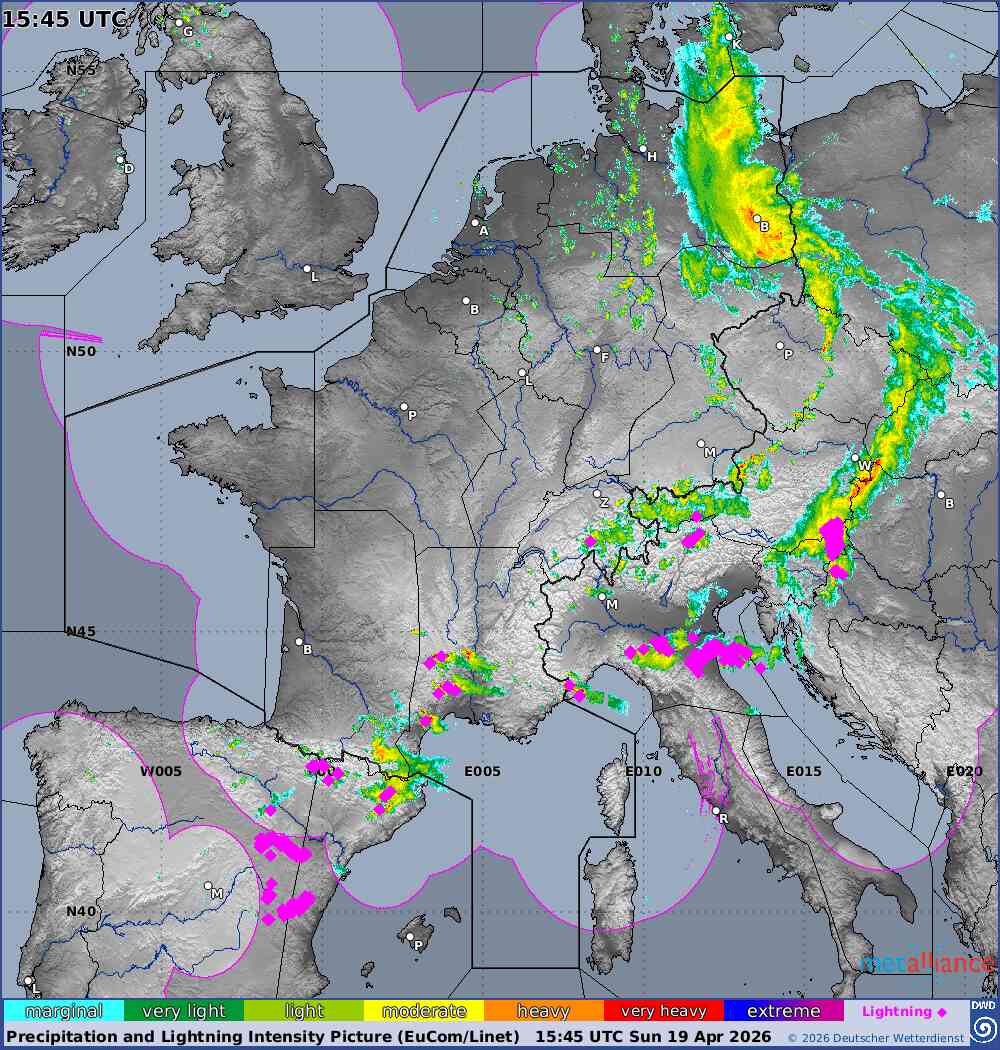 15:45 UTC
G
K
N55
D
H
A
B
L
B
N50
F
P
L
P
M
W
Z
B
M
N45
B
W005
E005
E010
E015
E020
R
M
N40
P
L
metalliance
marginal very light light moderate heavy very heavy extreme Lightning ◆ DWD
Precipitation and Lightning Intensity Picture (EuCom/Linet) 15:45 UTC Sun 19 Apr 2026 © 2026 Deutscher Wetterdienst